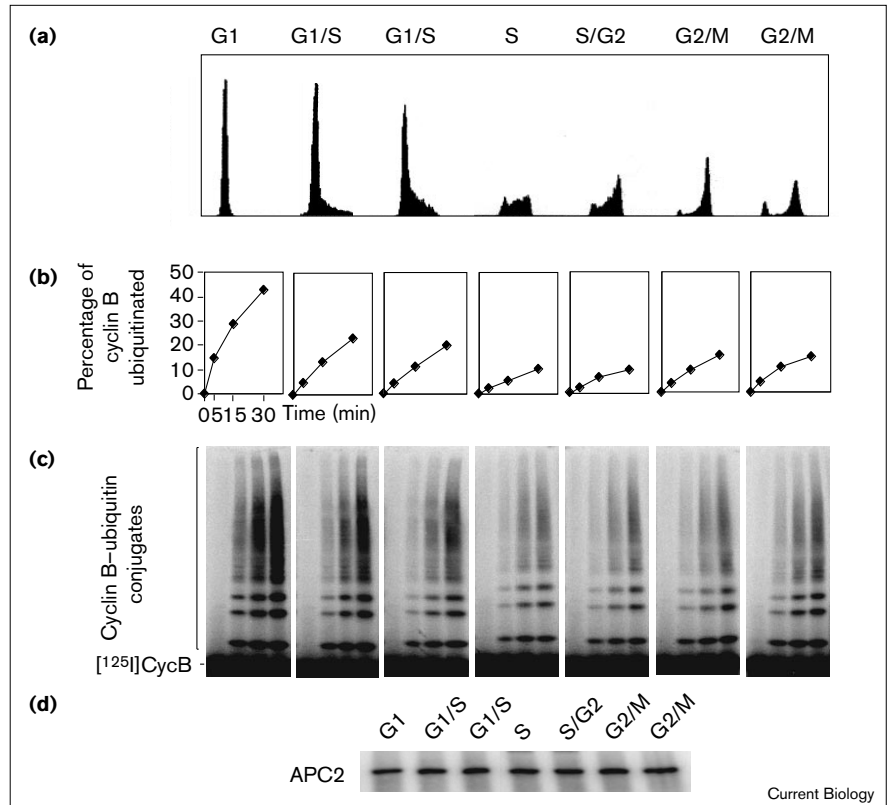 (a)
G1 G1/S G1/S S S/G2 G2/M G2/M
(b)
Percentage of
cyclin B
ubiquitinated
50
40
30
20
10
0
0 5 15 30 Time (min)
(c)
Cyclin B–ubiquitin
conjugates
[125I]CycB
(d)
G1 G1/S G1/S S S/G2 G2/M G2/M
APC2
Current Biology